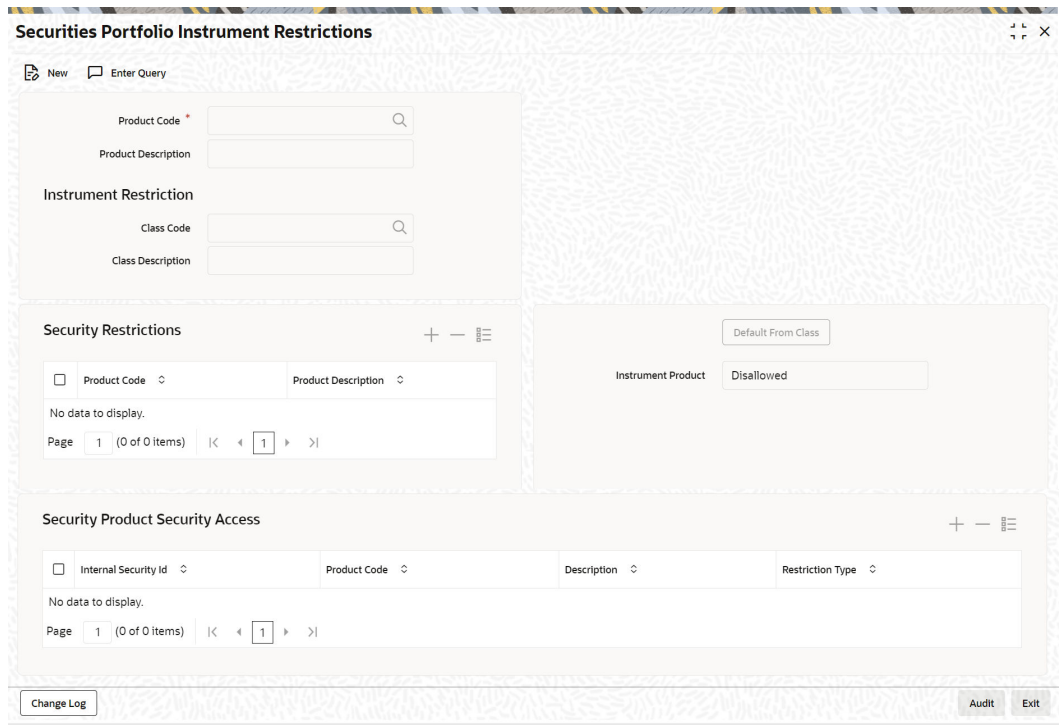 Securities Portfolio Instrument Restrictions
New Enter Query
Product Code *
Product Description
Instrument Restriction
Class Code
Class Description
Security Restrictions
Product Code Product Description
No data to display.
Page 1 (0 of 0 items) 1
Default From Class
Instrument Product Disallowed
Security Product Security Access
Internal Security Id Product Code Description Restriction Type
No data to display.
Page 1 (0 of 0 items) 1
Change Log Audit Exit